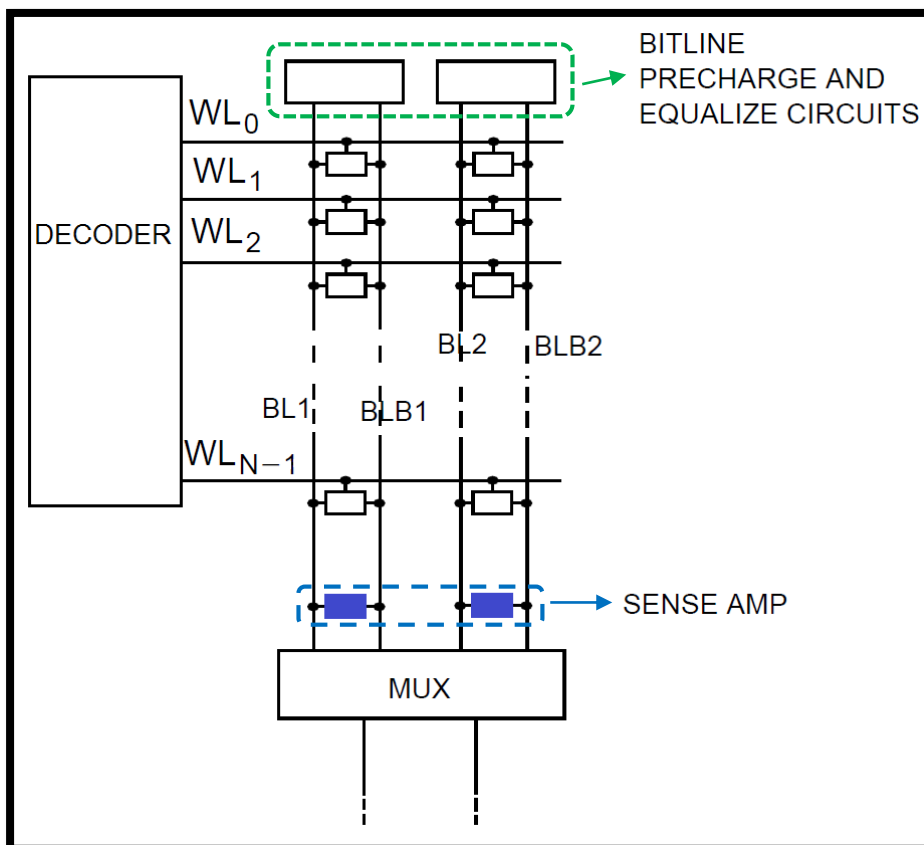 BITLINE
PRECHARGE AND
EQUALIZE CIRCUITS
WL0
WL1
DECODER
WL2
BL2
BLB2
BL1
BLB1
WLN−1
SENSE AMP
MUX